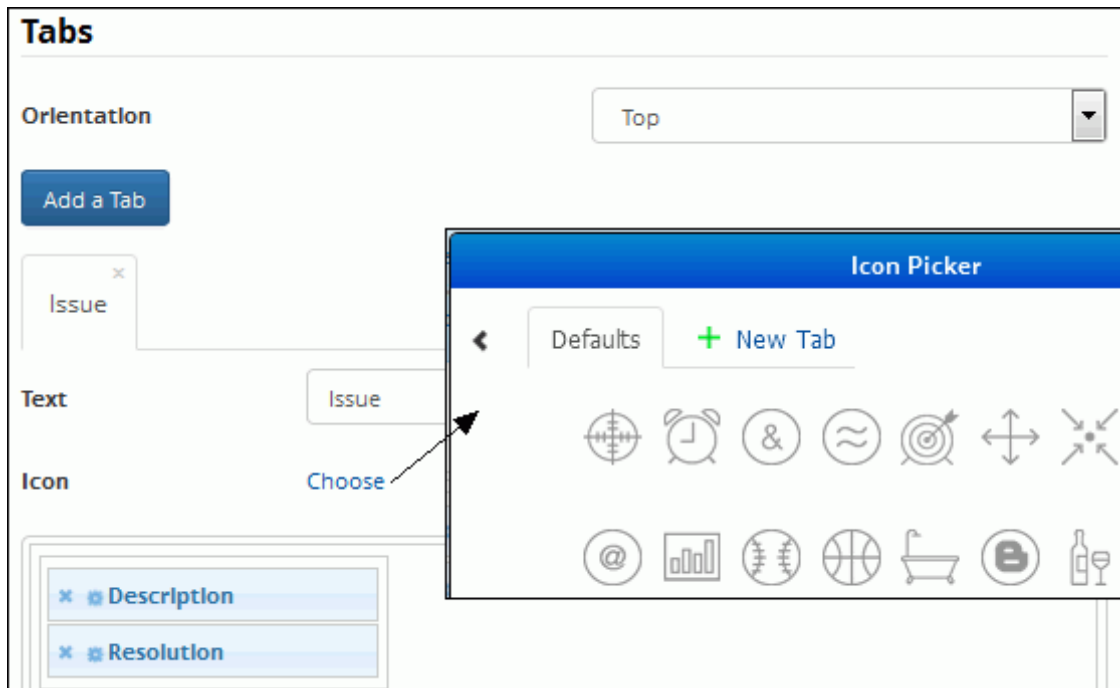 Tabs
Orientation
Top
Add a Tab
Icon Picker
×
Issue
Defaults
+ New Tab
Text
Issue
&
Icon
Choose
@
B
Description
Resolution